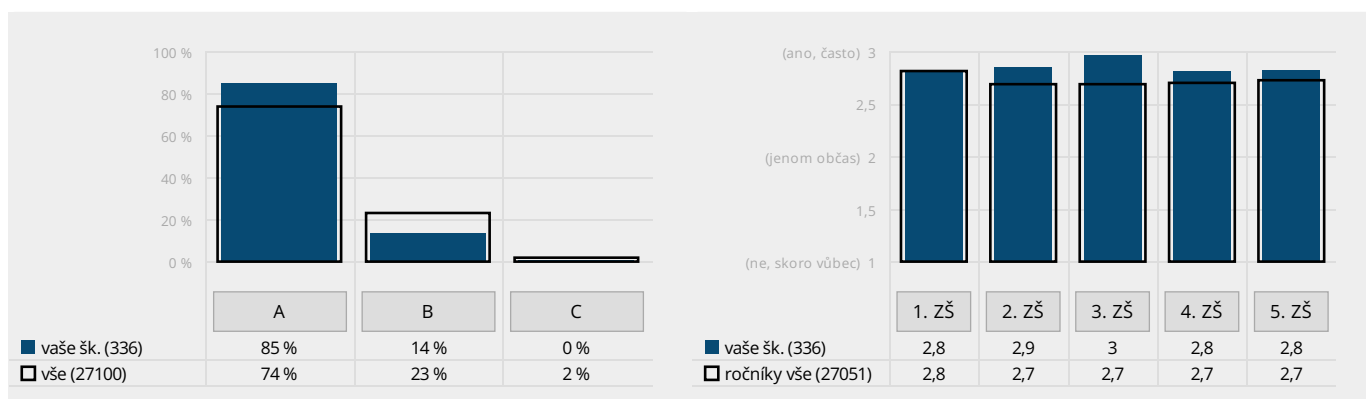 100 %
80 %
60 %
40 %
20 %
0 %
A B C
vaše šk. (336) 85 % 14 % 0 %
vše (27100) 74 % 23 % 2 %
(ano, často) 3
2,5
(jenom občas) 2
1,5
(ne, skoro vůbec) 1
1. ZŠ 2. ZŠ 3. ZŠ 4. ZŠ 5. ZŠ
vaše šk. (336) 2,8 2,9 3 2,8 2,8
ročníky vše (27051) 2,8 2,7 2,7 2,7 2,7